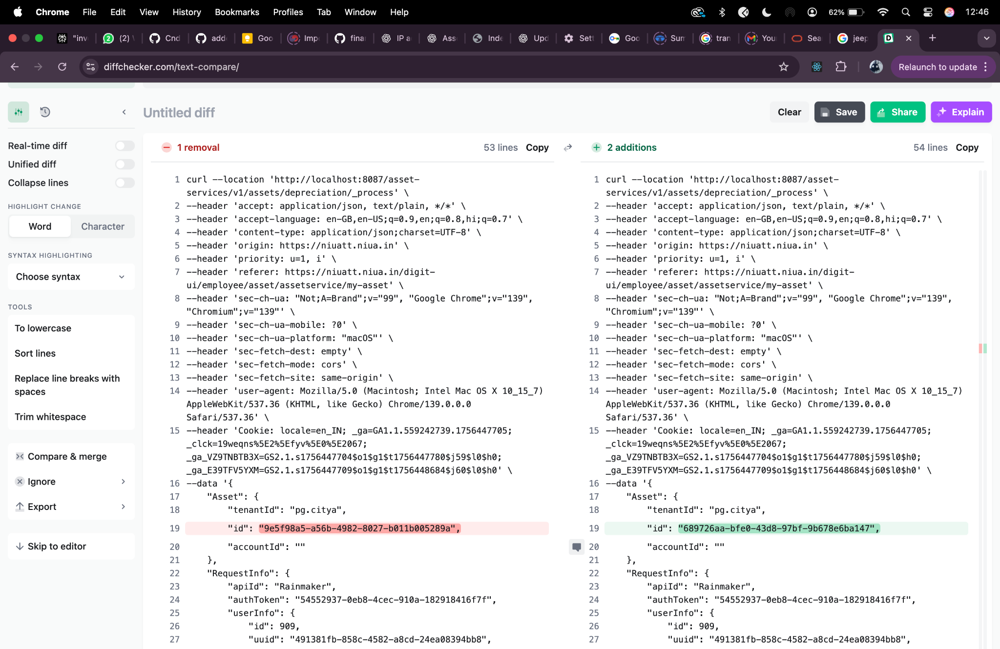 Chrome File Edit View History Bookmarks Profiles Tab Window Help 62% 12:46
"inv (2) Cnd add Goo Imp finar IP a Ass Inde Upd Sett Goo Sum tran You Sea jeep
diffchecker.com/text-compare/ Relaunch to update
Untitled diff Clear Save Share Explain
Real-time diff
Unified diff
Collapse lines
HIGHLIGHT CHANGE
Word Character
SYNTAX HIGHLIGHTING
Choose syntax
TOOLS
To lowercase
Sort lines
Replace line breaks with
spaces
Trim whitespace
Compare & merge
Ignore
Export
Skip to editor
1 removal 53 lines Copy
1 curl --location 'http://localhost:8087/asset-
services/v1/assets/depreciation/_process' \
2 --header 'accept: application/json, text/plain, */*' \
3 --header 'accept-language: en-GB,en-US;q=0.9,en;q=0.8,hi;q=0.7' \
4 --header 'content-type: application/json;charset=UTF-8' \
5 --header 'origin: https://niuatt.niua.in' \
6 --header 'priority: u=1, i' \
7 --header 'referer: https://niuatt.niua.in/digit-
ui/employee/asset/assetservice/my-asset' \
8 --header 'sec-ch-ua: "Not;A=Brand";v="99", "Google Chrome";v="139",
"Chromium";v="139"' \
9 --header 'sec-ch-ua-mobile: ?0' \
10 --header 'sec-ch-ua-platform: "macOS"' \
11 --header 'sec-fetch-dest: empty' \
12 --header 'sec-fetch-mode: cors' \
13 --header 'sec-fetch-site: same-origin' \
14 --header 'user-agent: Mozilla/5.0 (Macintosh; Intel Mac OS X 10_15_7)
AppleWebKit/537.36 (KHTML, like Gecko) Chrome/139.0.0.0
Safari/537.36' \
15 --header 'Cookie: locale=en_IN; _ga=GA1.1.559242739.1756447705;
_clck=19weqns%5E2%5Efyv%5E0%5E2067;
_ga_VZ9TNBTB3X=GS2.1.s1756447704$o1$g1$t1756447780$j59$l0$h0;
_ga_E39TFV5YXM=GS2.1.s1756447709$o1$g1$t1756448684$j60$l0$h0' \
16 --data '{
17 "Asset": {
18 "tenantId": "pg.citya",
19 "id": "9e5f98a5-a56b-4982-8027-b011b005289a",
20 "accountId": ""
21 },
22 "RequestInfo": {
23 "apiId": "Rainmaker",
24 "authToken": "54552937-0eb8-4cec-910a-182918416f7f",
25 "userInfo": {
26 "id": 909,
27 "uuid": "491381fb-858c-4582-a8cd-24ea08394bb8",
2 additions 54 lines Copy
1 curl --location 'http://localhost:8087/asset-
services/v1/assets/depreciation/_process' \
2 --header 'accept: application/json, text/plain, */*' \
3 --header 'accept-language: en-GB,en-US;q=0.9,en;q=0.8,hi;q=0.7' \
4 --header 'content-type: application/json;charset=UTF-8' \
5 --header 'origin: https://niuatt.niua.in' \
6 --header 'priority: u=1, i' \
7 --header 'referer: https://niuatt.niua.in/digit-
ui/employee/asset/assetservice/my-asset' \
8 --header 'sec-ch-ua: "Not;A=Brand";v="99", "Google Chrome";v="139",
"Chromium";v="139"' \
9 --header 'sec-ch-ua-mobile: ?0' \
10 --header 'sec-ch-ua-platform: "macOS"' \
11 --header 'sec-fetch-dest: empty' \
12 --header 'sec-fetch-mode: cors' \
13 --header 'sec-fetch-site: same-origin' \
14 --header 'user-agent: Mozilla/5.0 (Macintosh; Intel Mac OS X 10_15_7)
AppleWebKit/537.36 (KHTML, like Gecko) Chrome/139.0.0.0
Safari/537.36' \
15 --header 'Cookie: locale=en_IN; _ga=GA1.1.559242739.1756447705;
_clck=19weqns%5E2%5Efyv%5E0%5E2067;
_ga_VZ9TNBTB3X=GS2.1.s1756447704$o1$g1$t1756447780$j59$l0$h0;
_ga_E39TFV5YXM=GS2.1.s1756447709$o1$g1$t1756448684$j60$l0$h0' \
16 --data '{
17 "Asset": {
18 "tenantId": "pg.citya",
19 "id": "689726aa-bfe0-43d8-97bf-9b678e6ba147",
20 "accountId": ""
21 },
22 "RequestInfo": {
23 "apiId": "Rainmaker",
24 "authToken": "54552937-0eb8-4cec-910a-182918416f7f",
25 "userInfo": {
26 "id": 909,
27 "uuid": "491381fb-858c-4582-a8cd-24ea08394bb8",